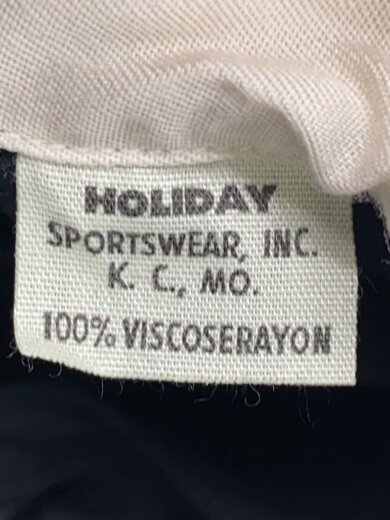 HOLIDAY
SPORTSWEAR, INC.
K. C., MO.
100% VISCOSERAYON